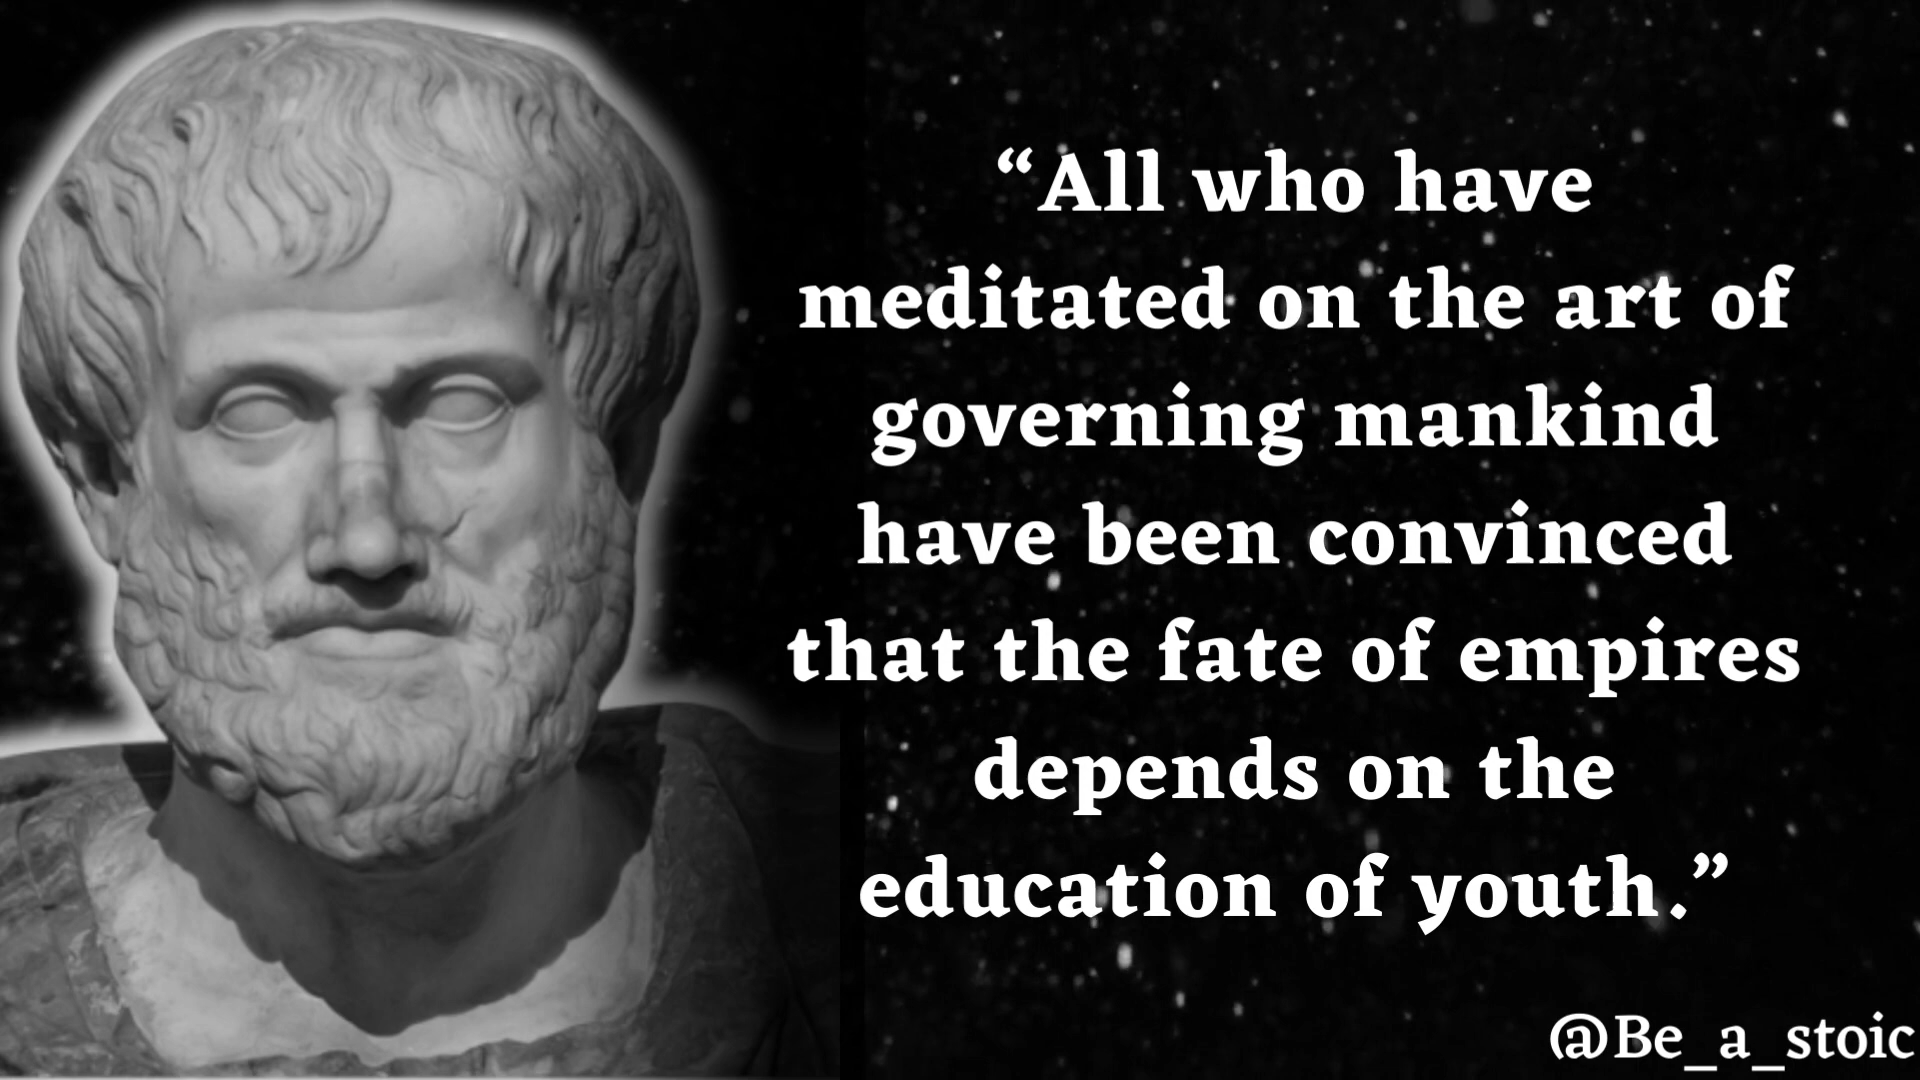 “All who have
meditated on the art of
governing mankind
have been convinced
that the fate of empires
depends on the
education of youth.”
@Be_a_stoic